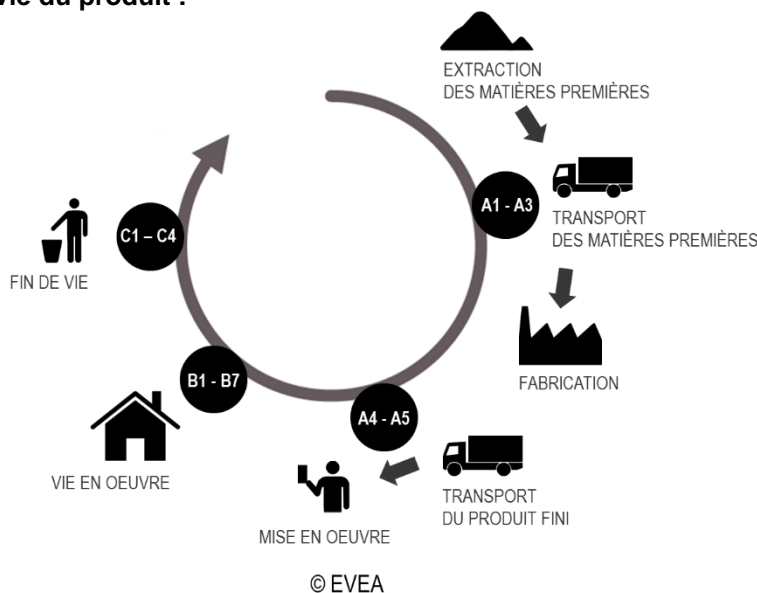 vie du produit :
EXTRACTION
DES MATIÈRES PREMIÈRES
A1 - A3
TRANSPORT
DES MATIÈRES PREMIÈRES
FABRICATION
A4 - A5
TRANSPORT
DU PRODUIT FINI
MISE EN OEUVRE
B1 - B7
VIE EN OEUVRE
C1 – C4
FIN DE VIE
© EVEA